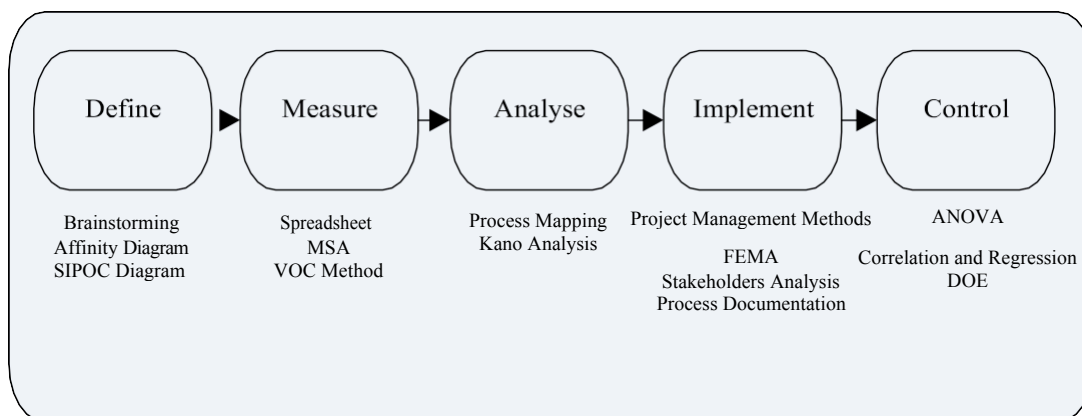 Define
Measure
Analyse
Implement
Control
Brainstorming
Affinity Diagram
SIPOC Diagram
Spreadsheet
MSA
VOC Method
Process Mapping
Kano Analysis
Project Management Methods
FEMA
Stakeholders Analysis
Process Documentation
ANOVA
Correlation and Regression
DOE